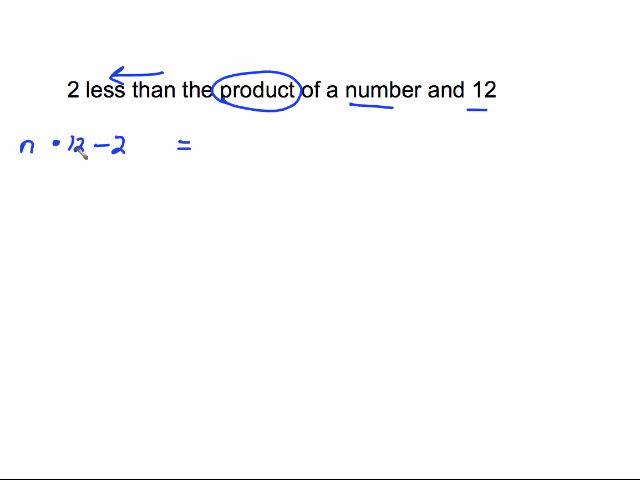 2 less than the product of a number and 12
n · 12 − 2 =